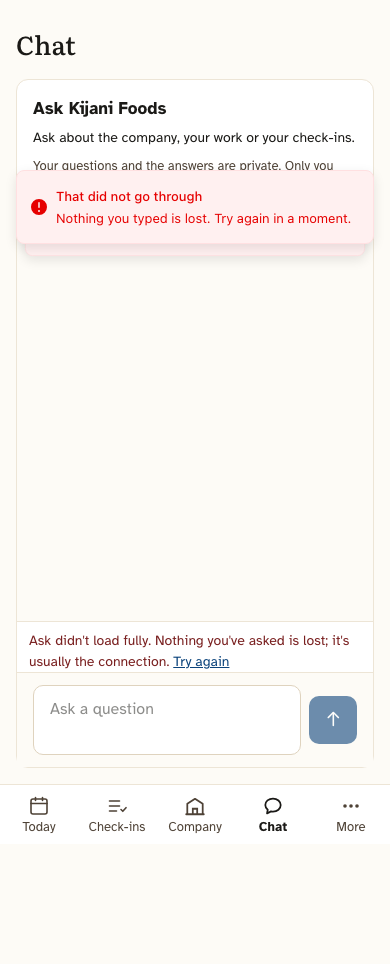 Chat
Ask Kijani Foods
Ask about the company, your work or your check-ins.
Your questions and the answers are private. Only you
That did not go through
Nothing you typed is lost. Try again in a moment.
Ask didn't load fully. Nothing you've asked is lost; it's
usually the connection. Try again
Ask a question
Today
Check-ins
Company
Chat
More